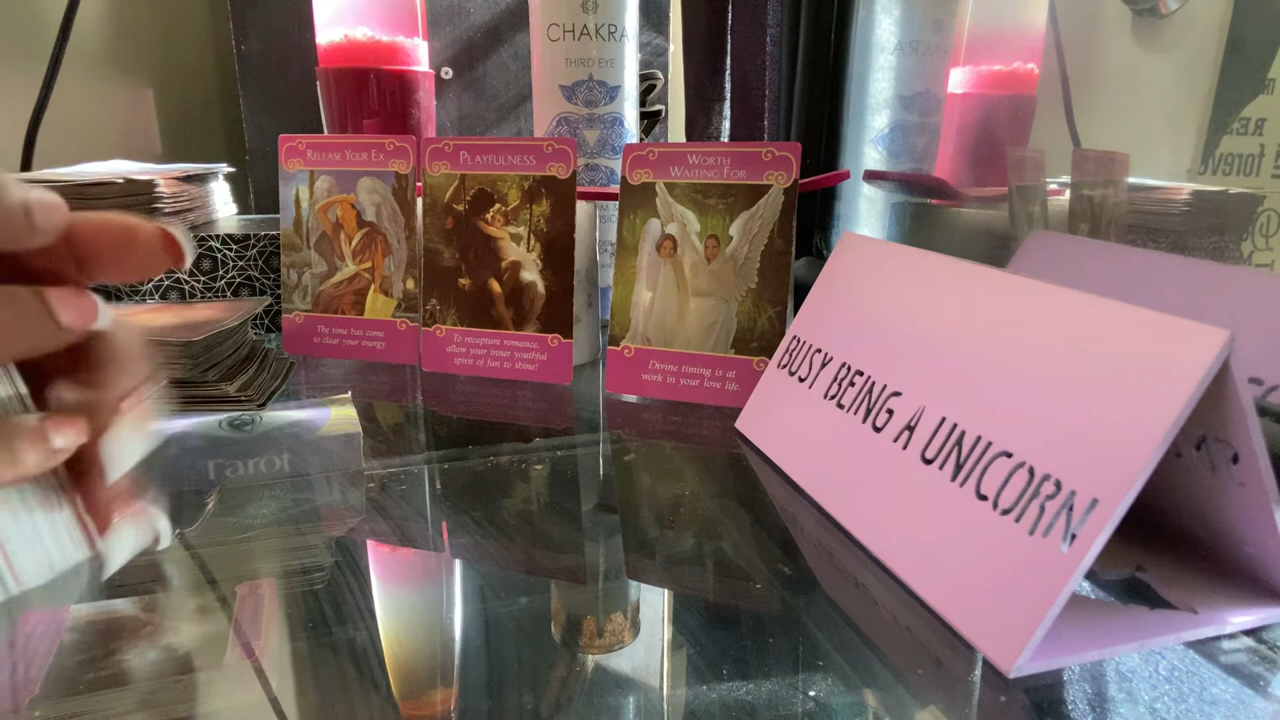 CHAKRA
THIRD EYE
RELEASE YOUR EX
The time has come
to clear your energy.
PLAYFULNESS
To recapture romance,
allow your inner youthful
spirit of fun to shine!
WORTH
WAITING FOR
Divine timing is at
work in your love life.
BUSY BEING A UNICORN
Tarot
forever